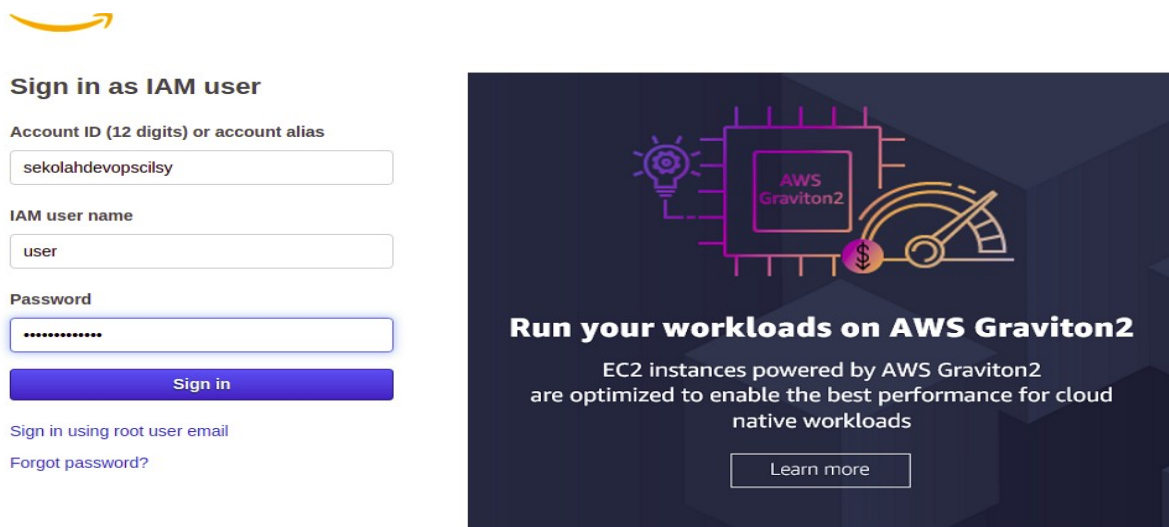 Sign in as IAM user
Account ID (12 digits) or account alias
sekolahdevopscilsy
IAM user name
user
Password
•••••••••••••
Sign in
Sign in using root user email
Forgot password?
AWS
Graviton2
$
Run your workloads on AWS Graviton2
EC2 instances powered by AWS Graviton2
are optimized to enable the best performance for cloud
native workloads
Learn more